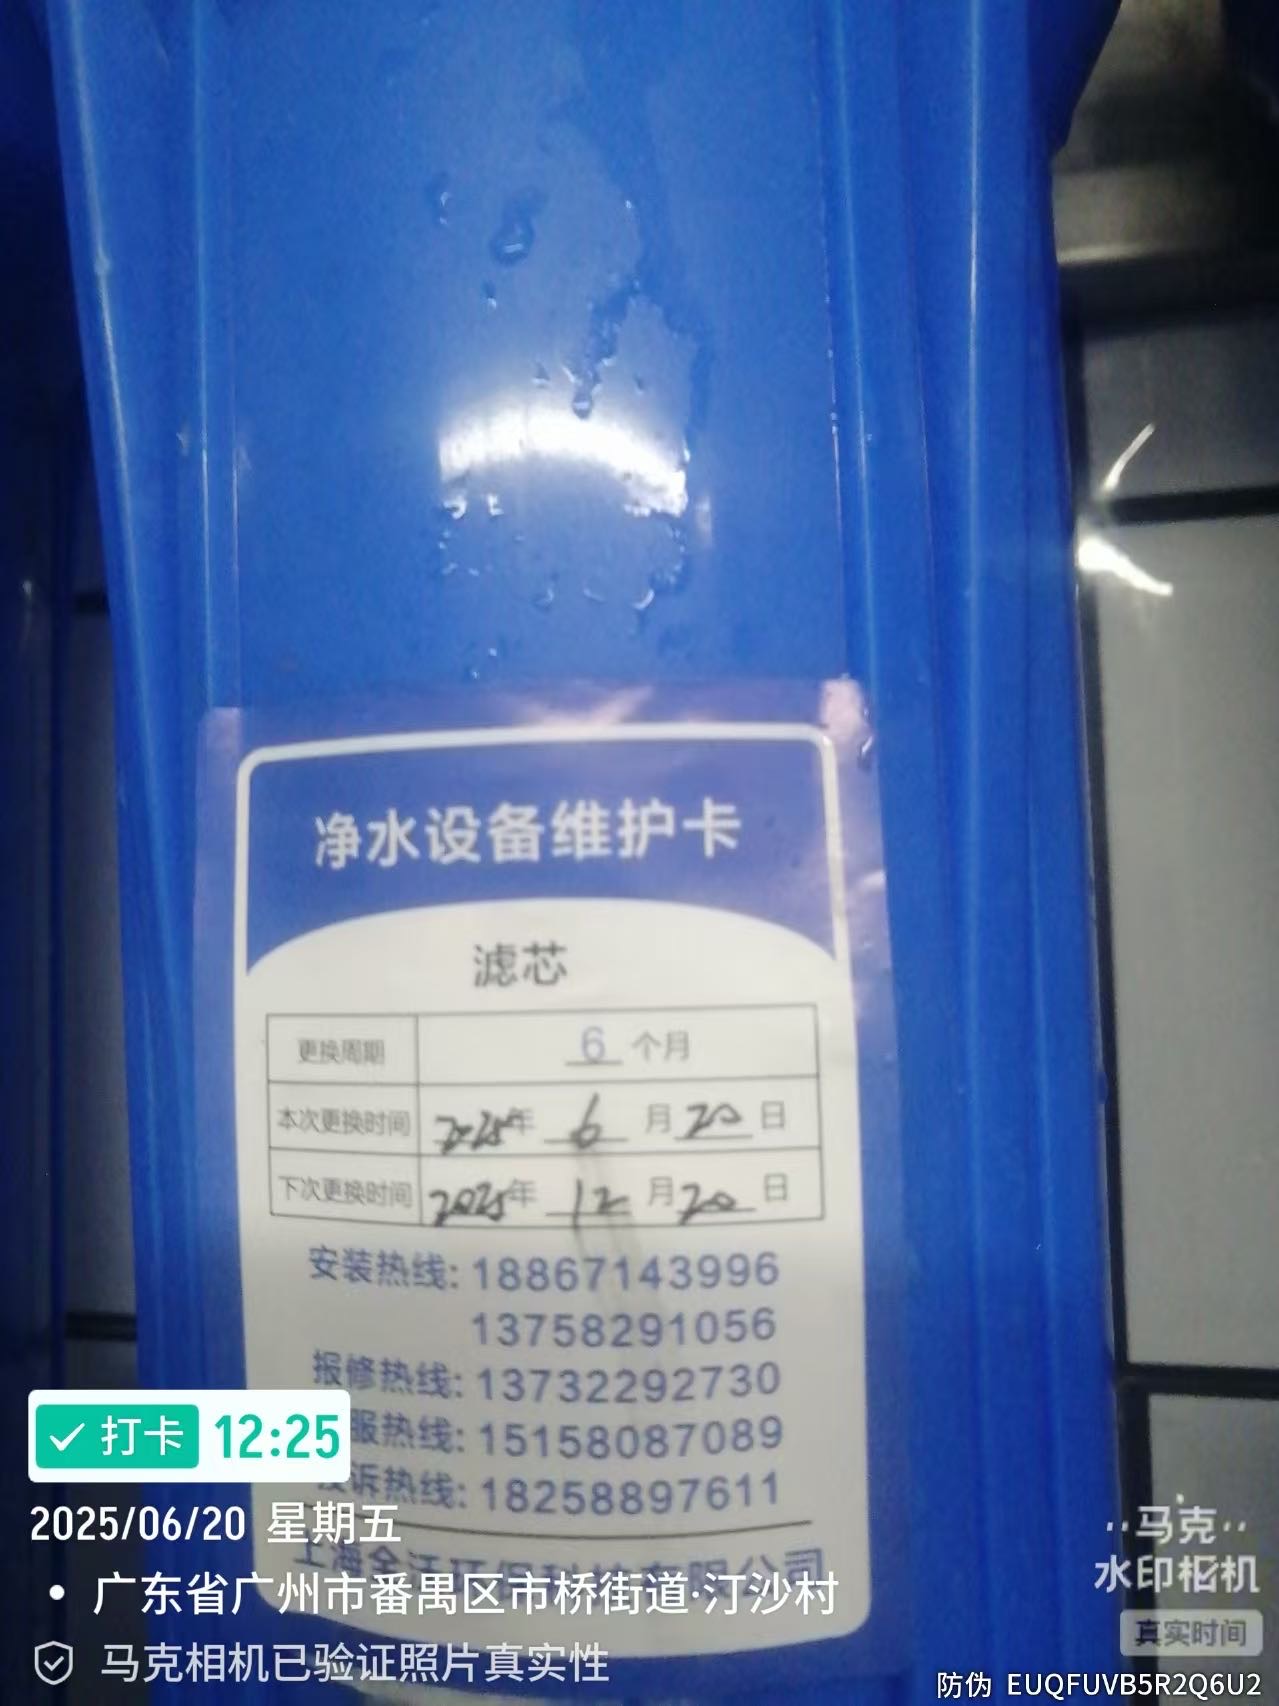 净水设备维护卡
滤芯
更换周期 6 个月
本次更换时间 2025年 6 月 20 日
下次更换时间 2025年 12 月 20 日
安装热线: 18867143996
13758291056
报修热线: 13732292730
服热线: 15158087089
诉热线: 18258897611
打卡 12:25
2025/06/20 星期五
广东省广州市番禺区市桥街道·汀沙村
马克相机已验证照片真实性
马克
水印相机
真实时间
防伪 EUQFUVB5R2Q6U2